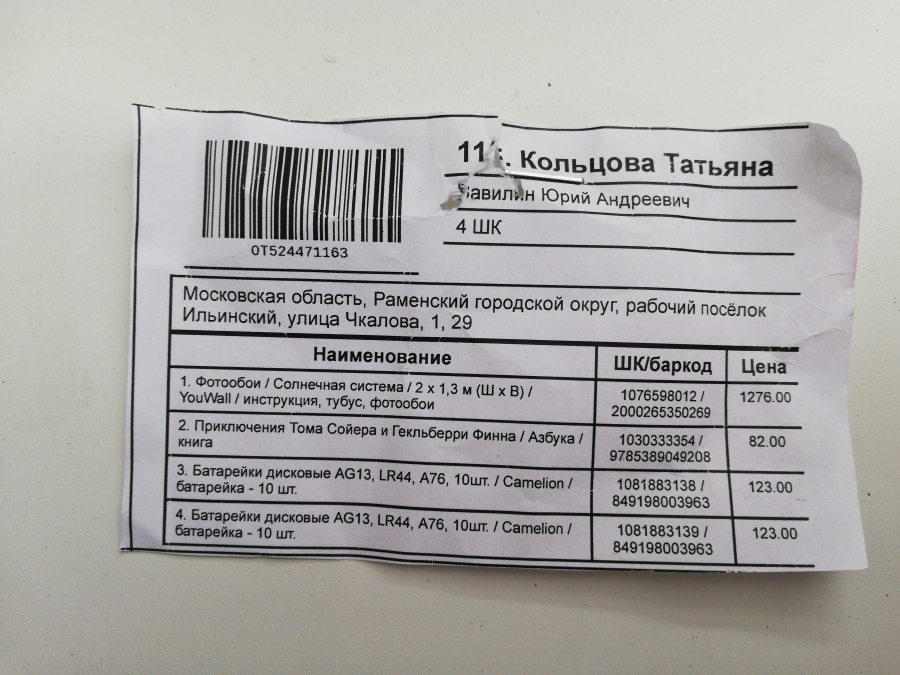 OT524471163
Кольцова Татьяна
Юрий Андреевич
4 ШК
Московская область, Раменский городской округ, рабочий посёлок
Ильинский, улица Чкалова, 1, 29
Наименование ШК/баркод Цена
1. Фотообои / Солнечная система / 2 x 1,3 м (Ш x В) /
YouWall / инструкция, тубус, фотообои
1076598012 /
2000265350269
1276.00
2. Приключения Тома Сойера и Гекльберри Финна / Азбука /
книга
1030333354 /
9785389049208
82.00
3. Батарейки дисковые AG13, LR44, A76, 10шт. / Camelion /
батарейка - 10 шт.
1081883138 /
849198003963
123.00
4. Батарейки дисковые AG13, LR44, A76, 10шт. / Camelion /
батарейка - 10 шт.
1081883139 /
849198003963
123.00